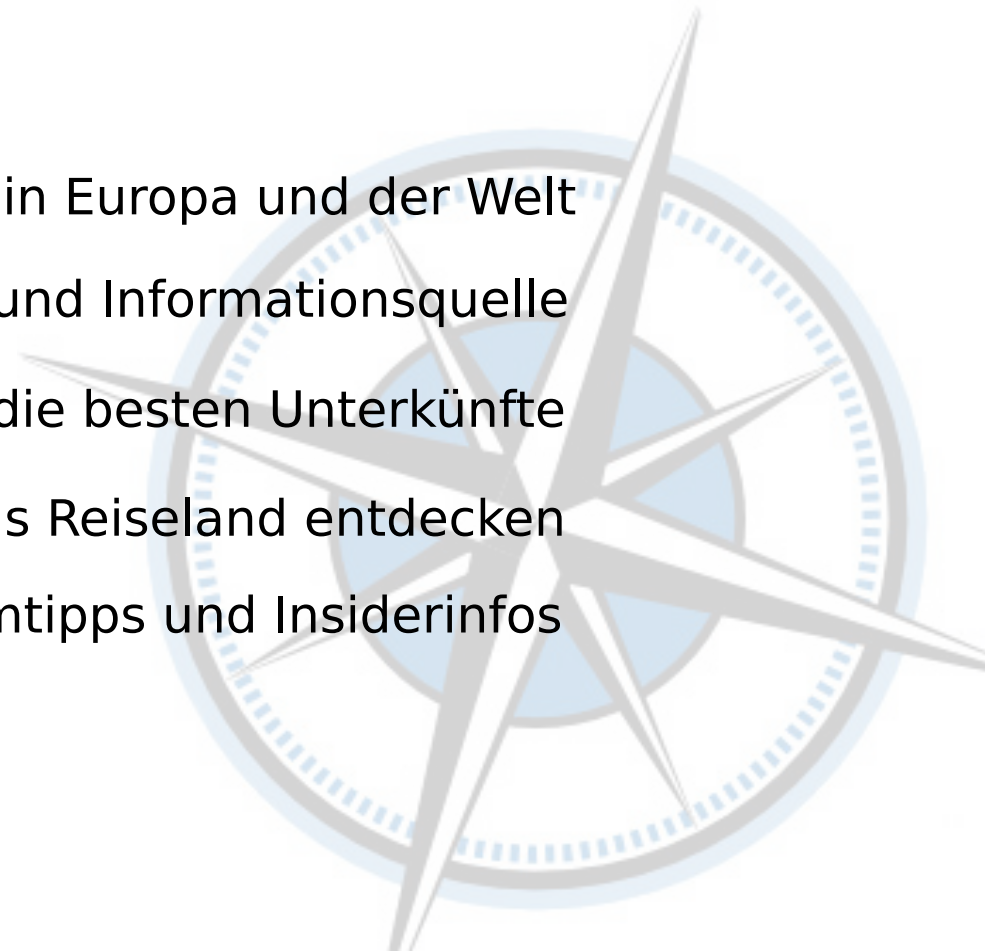 in Europa und der Welt
und Informationsquelle
die besten Unterkünfte
s Reiseland entdecken
ntipps und Insiderinfos